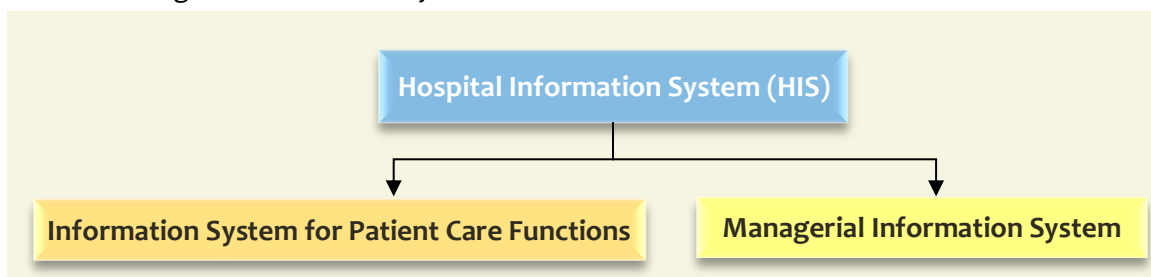 Hospital Information System (HIS)
Information System for Patient Care Functions
Managerial Information System